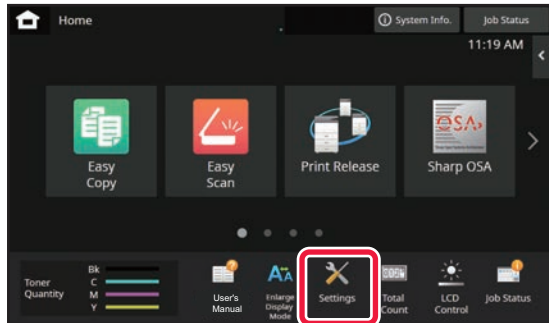 Home
System Info.
Job Status
11:19 AM
Easy
Copy
Easy
Scan
Print Release
OSA
Sharp OSA
Toner
Quantity
Bk
C
M
Y
User's
Manual
Enlarge
Display
Mode
Settings
Total
Count
LCD
Control
Job Status